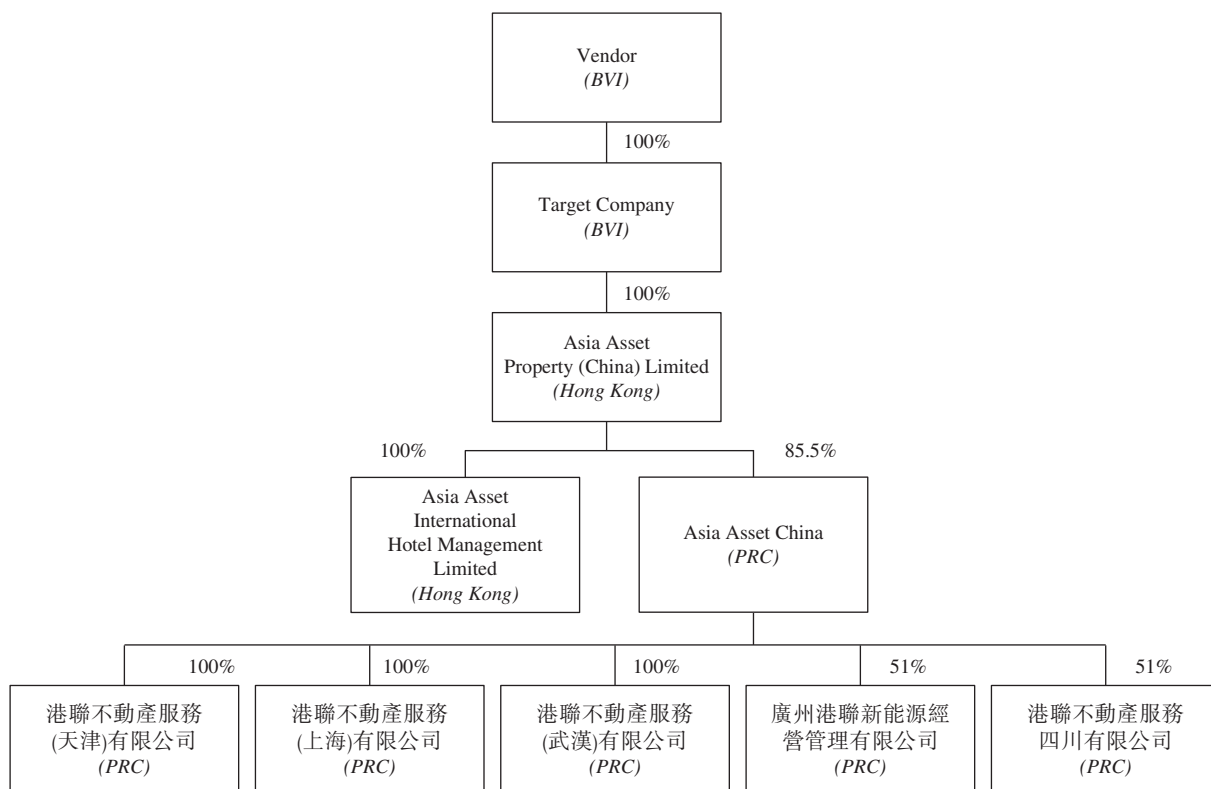 Vendor
(BVI)
100%
Target Company
(BVI)
100%
Asia Asset
Property (China) Limited
(Hong Kong)
100%
85.5%
Asia Asset
International
Hotel Management
Limited
(Hong Kong)
Asia Asset China
(PRC)
100%
100%
100%
51%
51%
港聯不動產服務
(天津)有限公司
(PRC)
港聯不動產服務
(上海)有限公司
(PRC)
港聯不動產服務
(武漢)有限公司
(PRC)
廣州港聯新能源經
營管理有限公司
(PRC)
港聯不動產服務
四川有限公司
(PRC)